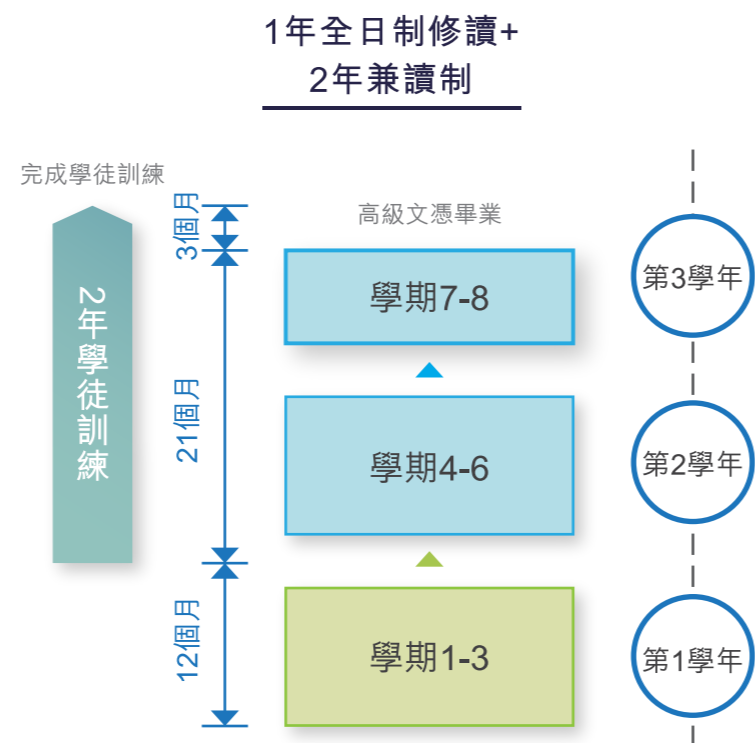 1年全日制修讀+
2年兼讀制
完成學徒訓練
2年學徒訓練
3個月
21個月
12個月
高級文憑畢業
學期7-8
學期4-6
學期1-3
第3學年
第2學年
第1學年